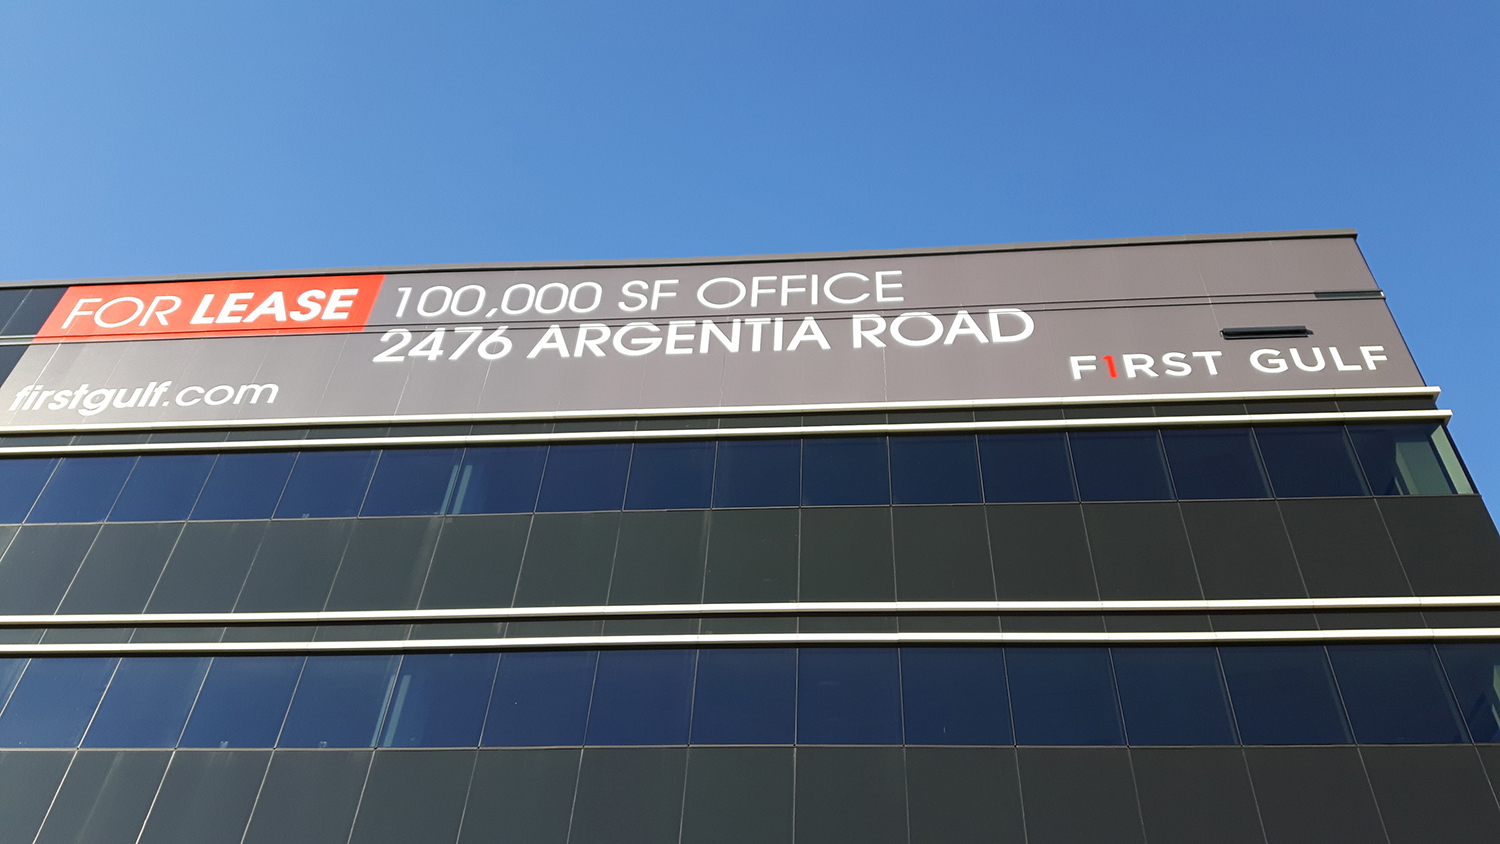 FOR LEASE 100,000 SF OFFICE
2476 ARGENTIA ROAD
firstgulf.com
F1RST GULF